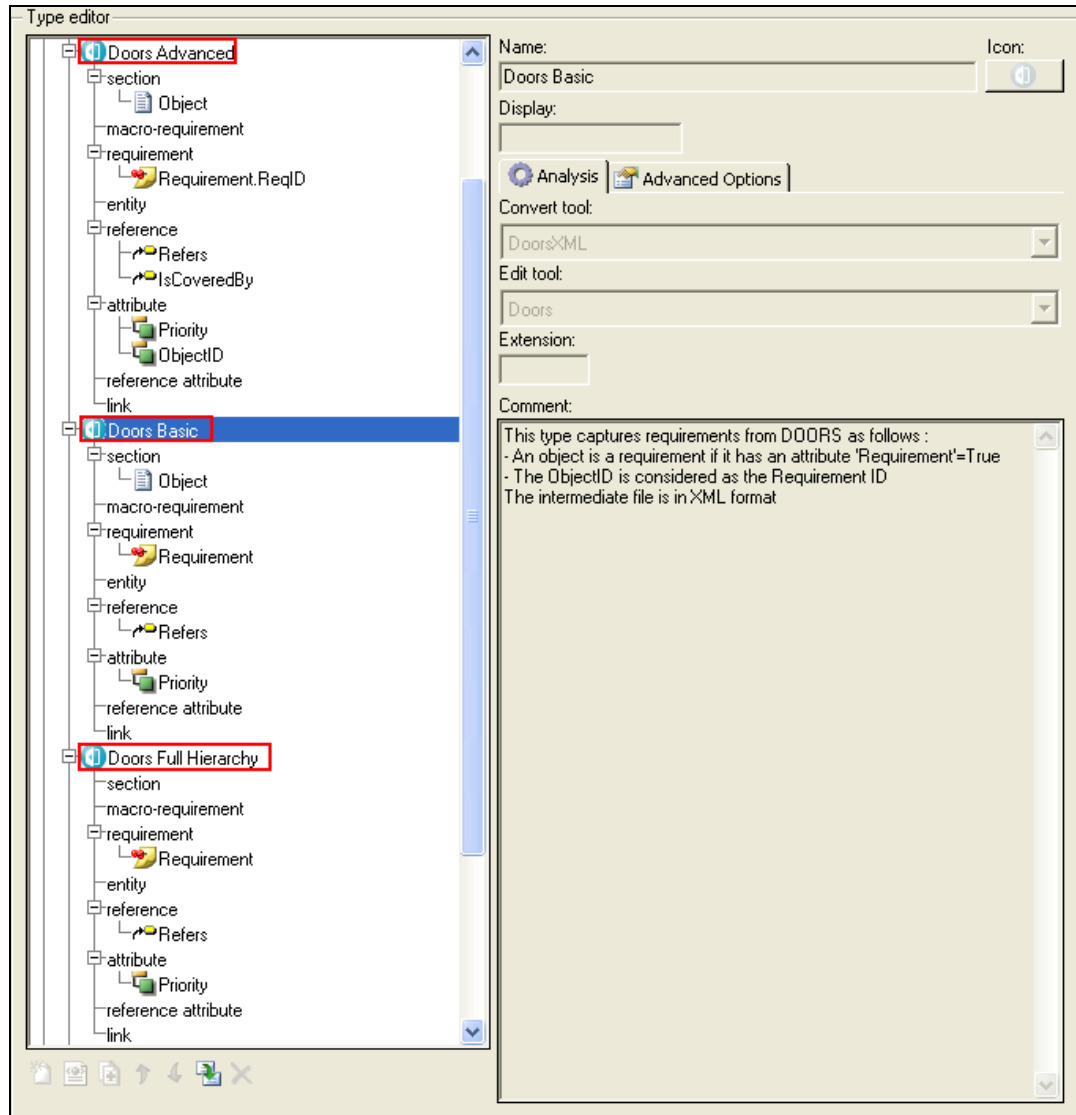 Type editor
Doors Advanced
section
Object
macro-requirement
requirement
Requirement.ReqID
entity
reference
Refers
IsCoveredBy
attribute
Priority
ObjectID
reference attribute
link
Doors Basic
section
Object
macro-requirement
requirement
Requirement
entity
reference
Refers
attribute
Priority
reference attribute
link
Doors Full Hierarchy
section
macro-requirement
requirement
Requirement
entity
reference
Refers
attribute
Priority
reference attribute
link
Name:
Icon:
Doors Basic
Display:
Analysis
Advanced Options
Convert tool:
DoorsXML
Edit tool:
Doors
Extension:
Comment:
This type captures requirements from DOORS as follows :
- An object is a requirement if it has an attribute 'Requirement'=True
- The ObjectID is considered as the Requirement ID
The intermediate file is in XML format